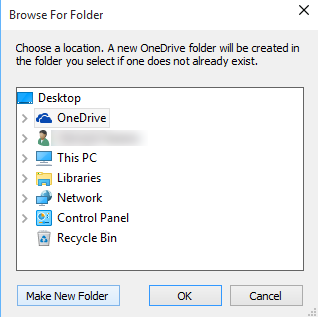 Browse For Folder
Choose a location. A new OneDrive folder will be created in
the folder you select if one does not already exist.
Desktop
OneDrive
This PC
Libraries
Network
Control Panel
Recycle Bin
Make New Folder
OK
Cancel